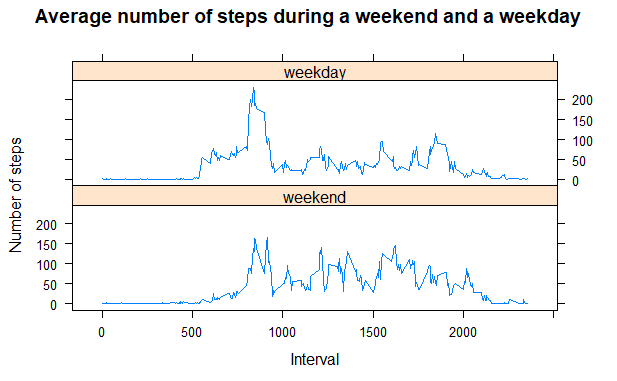 Average number of steps during a weekend and a weekday
weekday
200
150
100
50
0
Number of steps
weekend
200
150
100
50
0
0 500 1000 1500 2000
Interval